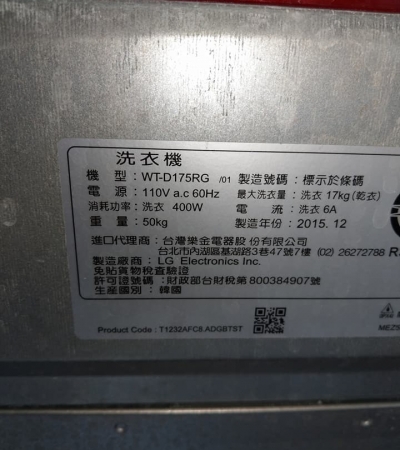 洗衣機
機　型：WT-D175RG /01 製造號碼：標示於條碼
電　源：110V a.c 60Hz 最大洗衣量：洗衣 17kg(乾衣)
消耗功率：洗衣 400W 電　流：洗衣 6A
重　量：50kg 製造年份：2015. 12
進口代理商：台灣樂金電器股份有限公司
台北市內湖區基湖路3巷47號7樓 (02) 26272788
製造廠商：LG Electronics Inc.
免貼貨物稅查驗證
許可證號碼：財政部台財稅第800384907號
生產國別：韓國
Product Code : T1232AFC8.ADGBTST